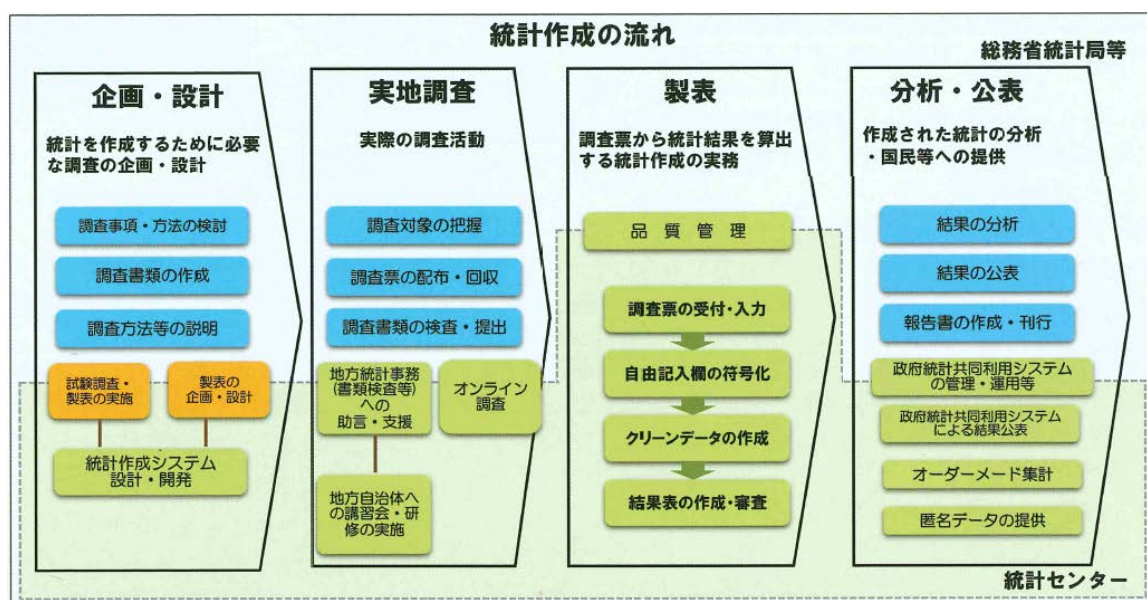 統計作成の流れ
総務省統計局等
企画・設計
統計を作成するために必要
な調査の企画・設計
調査事項・方法の検討
調査書類の作成
調査方法等の説明
試験調査・
製表の実施
製表の
企画・設計
統計作成システム
設計・開発
実地調査
実際の調査活動
調査対象の把握
調査票の配布・回収
調査書類の検査・提出
地方統計事務
(書類検査等)
への
助言・支援
オンライン
調査
地方自治体へ
の講習会・研
修の実施
製表
調査票から統計結果を算出
する統計作成の実務
品質管理
調査票の受付・入力
自由記入欄の符号化
クリーンデータの作成
結果表の作成・審査
分析・公表
作成された統計の分析
・国民等への提供
結果の分析
結果の公表
報告書の作成・刊行
政府統計共同利用システム
の管理・運用等
政府統計共同利用システム
による結果公表
オーダーメード集計
匿名データの提供
統計センター